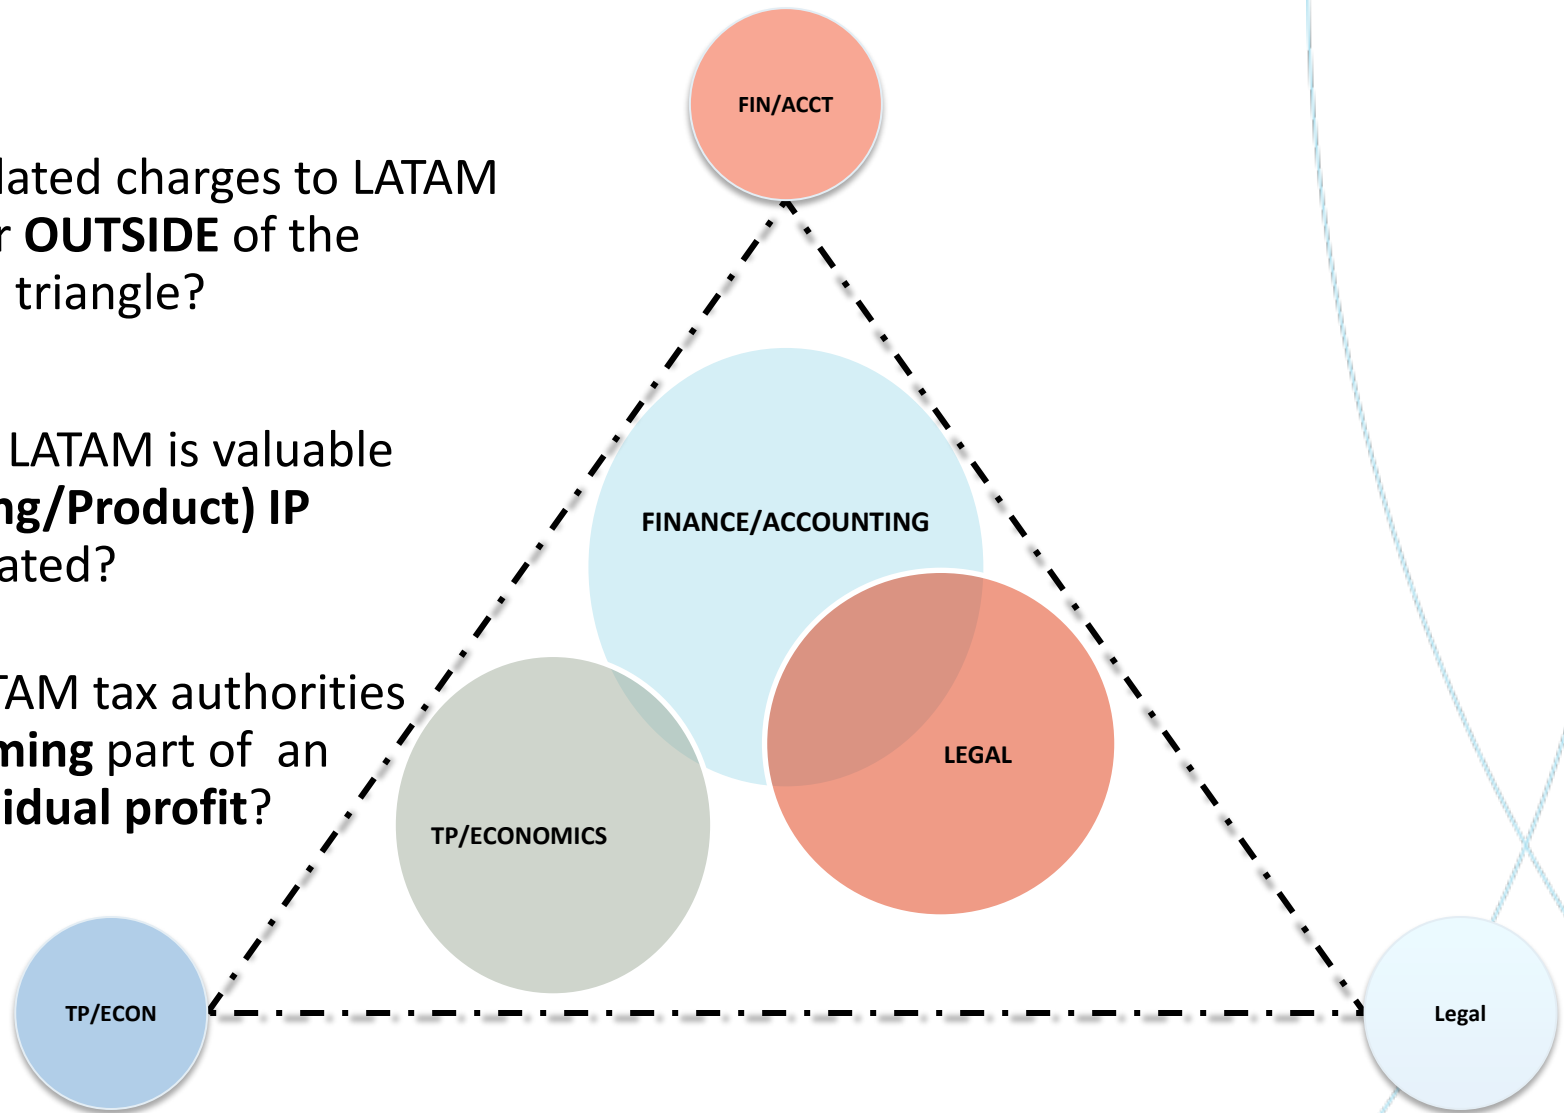 FIN/ACCT
lated charges to LATAM
r OUTSIDE of the
triangle?
LATAM is valuable
ng/Product) IP
ated?
FINANCE/ACCOUNTING
TAM tax authorities
ming part of  an
idual profit?
LEGAL
TP/ECONOMICS
TP/ECON
Legal